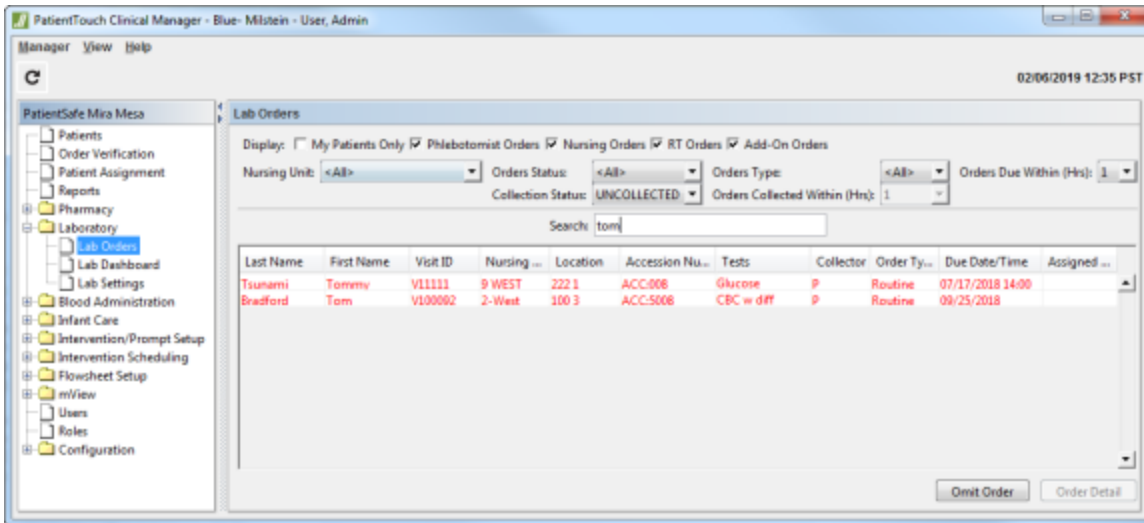 PatientTouch Clinical Manager - Blue- Milstein - User, Admin
Manager View Help
02/06/2019 12:35 PST
PatientSafe Mira Mesa
Patients
Order Verification
Patient Assignment
Reports
Pharmacy
Laboratory
Lab Orders
Lab Dashboard
Lab Settings
Blood Administration
Infant Care
Intervention/Prompt Setup
Intervention Scheduling
Flowsheet Setup
mView
Users
Roles
Configuration
Lab Orders
Display: My Patients Only Phlebotomist Orders Nursing Orders RT Orders Add-On Orders
Nursing Unit: <All> Orders Status: <All> Orders Type: <All> Orders Due Within (Hrs): 1
Collection Status: UNCOLLECTED Orders Collected Within (Hrs): 1
Search: tom
Last Name First Name Visit ID Nursing ... Location Accession Nu... Tests Collector Order Ty... Due Date/Time Assigned ...
Tsunami Tommy V11111 9 WEST 222 1 ACC:008 Glucose P Routine 07/17/2018 14:00
Bradford Tom V100092 2-West 100 3 ACC:5008 CBC w diff P Routine 09/25/2018
Omit Order Order Detail